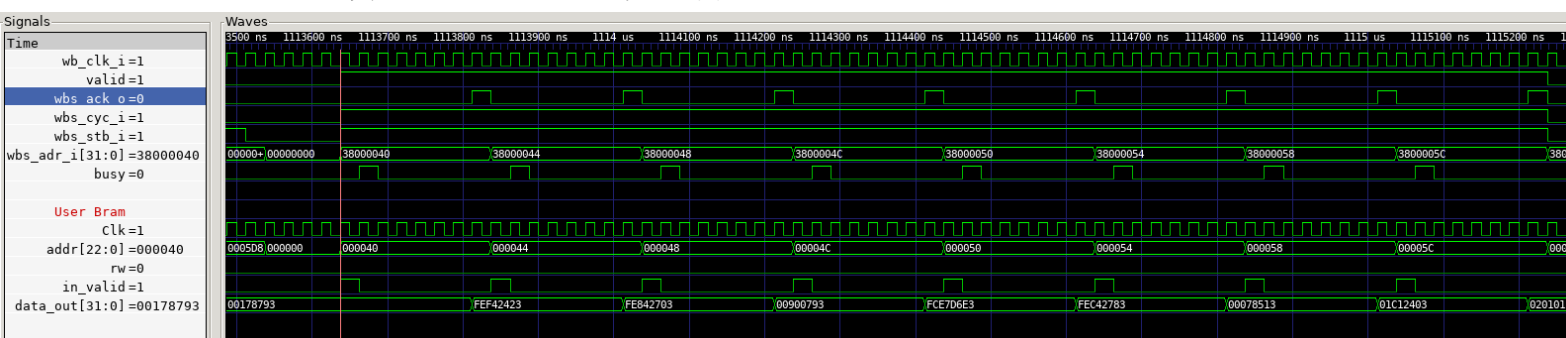 Signals Waves
Time 3500 ns 1113600 ns 1113700 ns 1113800 ns 1113900 ns 1114 us 1114100 ns 1114200 ns 1114300 ns 1114400 ns 1114500 ns 1114600 ns 1114700 ns 1114800 ns 1114900 ns 1115 us 1115100 ns 1115200 ns 1
wb_clk_i=1
valid=1
wbs_ack_o=0
wbs_cyc_i=1
wbs_stb_i=1
wbs_adr_i[31:0]=38000040 00000+ 00000000 38000040 38000044 38000048 3800004C 38000050 38000054 38000058 3800005C 380
busy=0
User Bram
Clk=1
addr[22:0]=000040 0005D8 000000 000040 000044 000048 00004C 000050 000054 000058 00005C 000
rw=0
in_valid=1
data_out[31:0]=00178793 00178793 FEF42423 FE842703 00900793 FCE7D6E3 FEC42783 00078513 01C12403 020101